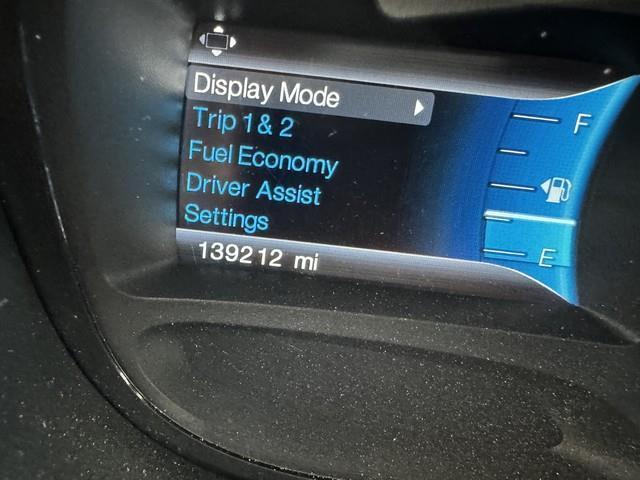 Display Mode
Trip 1 & 2
Fuel Economy
Driver Assist
Settings
139212 mi
F
E